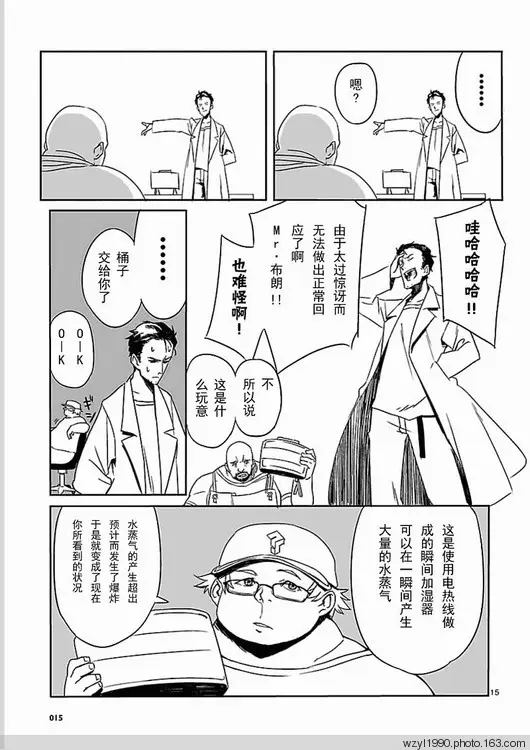 ……
嗯?
哇哈哈哈哈!!
由于太过惊讶而
无法做出正常回
应了啊
Mr·布朗!!
也难怪啊!
不
所以说
这是什
么玩意
……
桶子
交给你了
O–K
O–K
这是使用电热线做
成的瞬间加湿器
可以在一瞬间产生
大量的水蒸气
水蒸气的产生超出
预计而发生了爆炸
于是就变成了现在
你所看到的状况
15
015
wzyl1990.photo.163.com